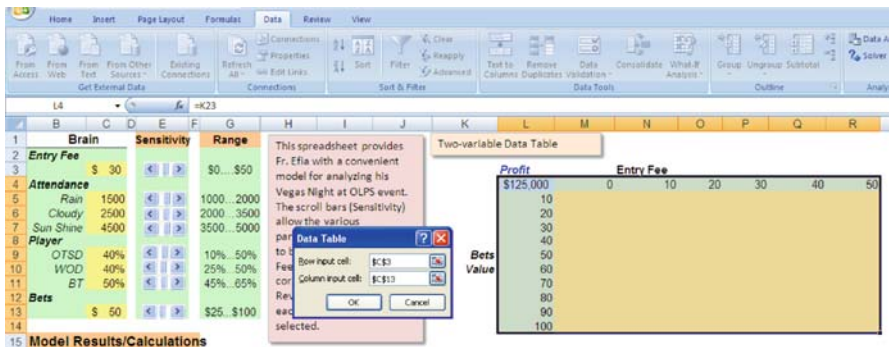 Home Insert Page Layout Formulas Data Review View
Connections
Properties
Edit Links
Clear
Reapply
Advanced
Data A
Solver
From Access From Web From Text From Other Sources Existing Connections Refresh All Sort Filter Text to Columns Remove Duplicates Data Validation Consolidate What-If Analysis Group Ungroup Subtotal
Get External Data Connections Sort & Filter Data Tools Outline Analy
L4 fx =K23
B C D E F G H I J K L M N O P Q R
1 Brain Sensitivity Range
2 Entry Fee
3 $ 30 $0....$50
4 Attendance
5 Rain 1500 1000...2000
6 Cloudy 2500 2000...3500
7 Sun Shine 4500 3500...5000
8 Player
9 OTSD 40% 10%..50%
10 WOD 40% 25%..50%
11 BT 50% 45%..65%
12 Bets
13 $ 50 $25...$100
14
15 Model Results/Calculations
This spreadsheet provides
Fr. Efia with a convenient
model for analyzing his
Vegas Night at OLPS event.
The scroll bars (Sensitivity)
allow the various
par
to b
Fee
cor
Rev
eac
selected.
Data Table
Row input cell: $C$3
Column input cell: $C$13
OK Cancel
Two-variable Data Table
Profit Entry Fee
$125,000 0 10 20 30 40 50
10
20
30
40
Bets 50
Value 60
70
80
90
100